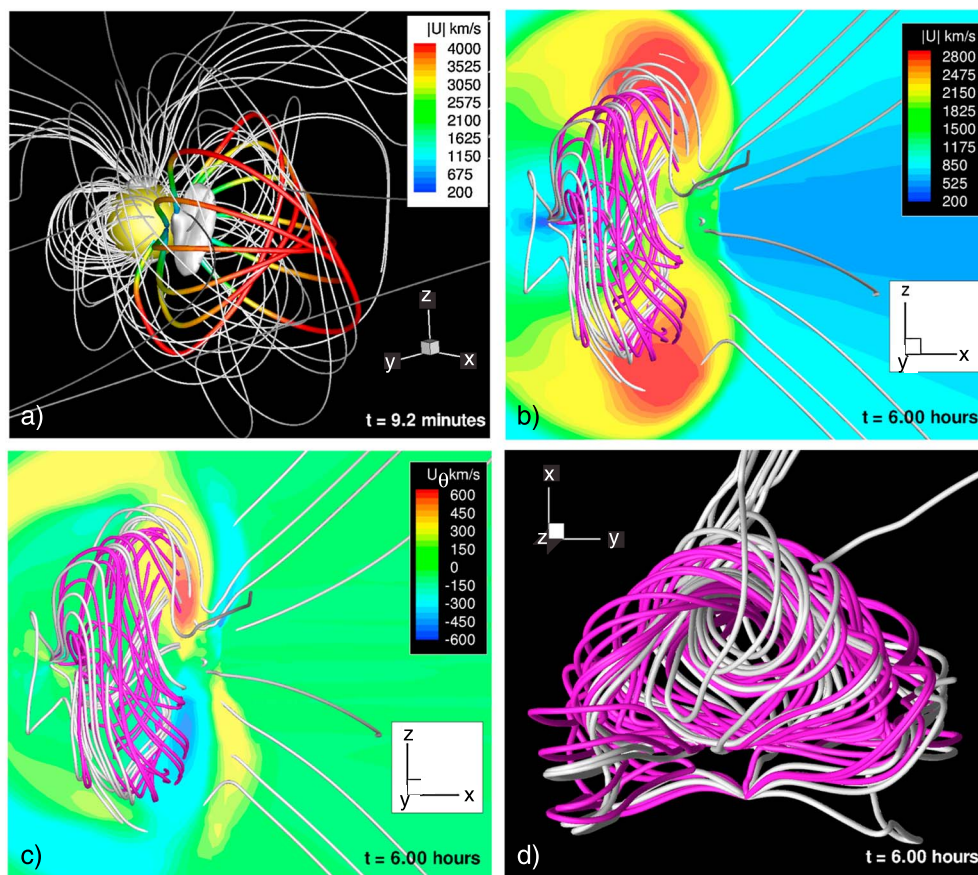 |U| km/s
4000
3525
3050
2575
2100
1625
1150
675
200
z
y
x
a)
t = 9.2 minutes
|U| km/s
2800
2475
2150
1825
1500
1175
850
525
200
z
y
x
b)
t = 6.00 hours
Uθ km/s
600
450
300
150
0
-150
-300
-450
-600
z
y
x
c)
t = 6.00 hours
x
z
y
d)
t = 6.00 hours